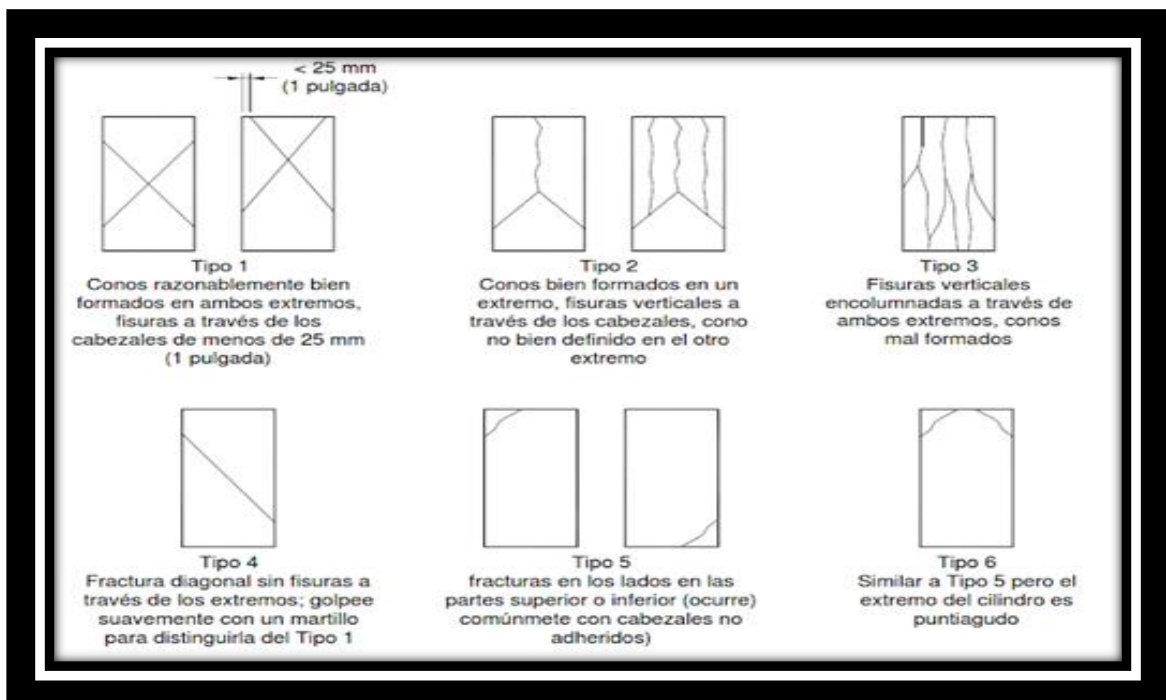 < 25 mm
(1 pulgada)
Tipo 1
Conos razonablemente bien
formados en ambos extremos,
fisuras a través de los
cabezales de menos de 25 mm
(1 pulgada)
Tipo 2
Conos bien formados en un
extremo, fisuras verticales a
través de los cabezales, cono
no bien definido en el otro
extremo
Tipo 3
Fisuras verticales
encolumnadas a través de
ambos extremos, conos
mal formados
Tipo 4
Fractura diagonal sin fisuras a
través de los extremos; golpee
suavemente con un martillo
para distinguirla del Tipo 1
Tipo 5
fracturas en los lados en las
partes superior o inferior (ocurre)
comúnmete con cabezales no
adheridos)
Tipo 6
Similar a Tipo 5 pero el
extremo del cilindro es
puntiagudo